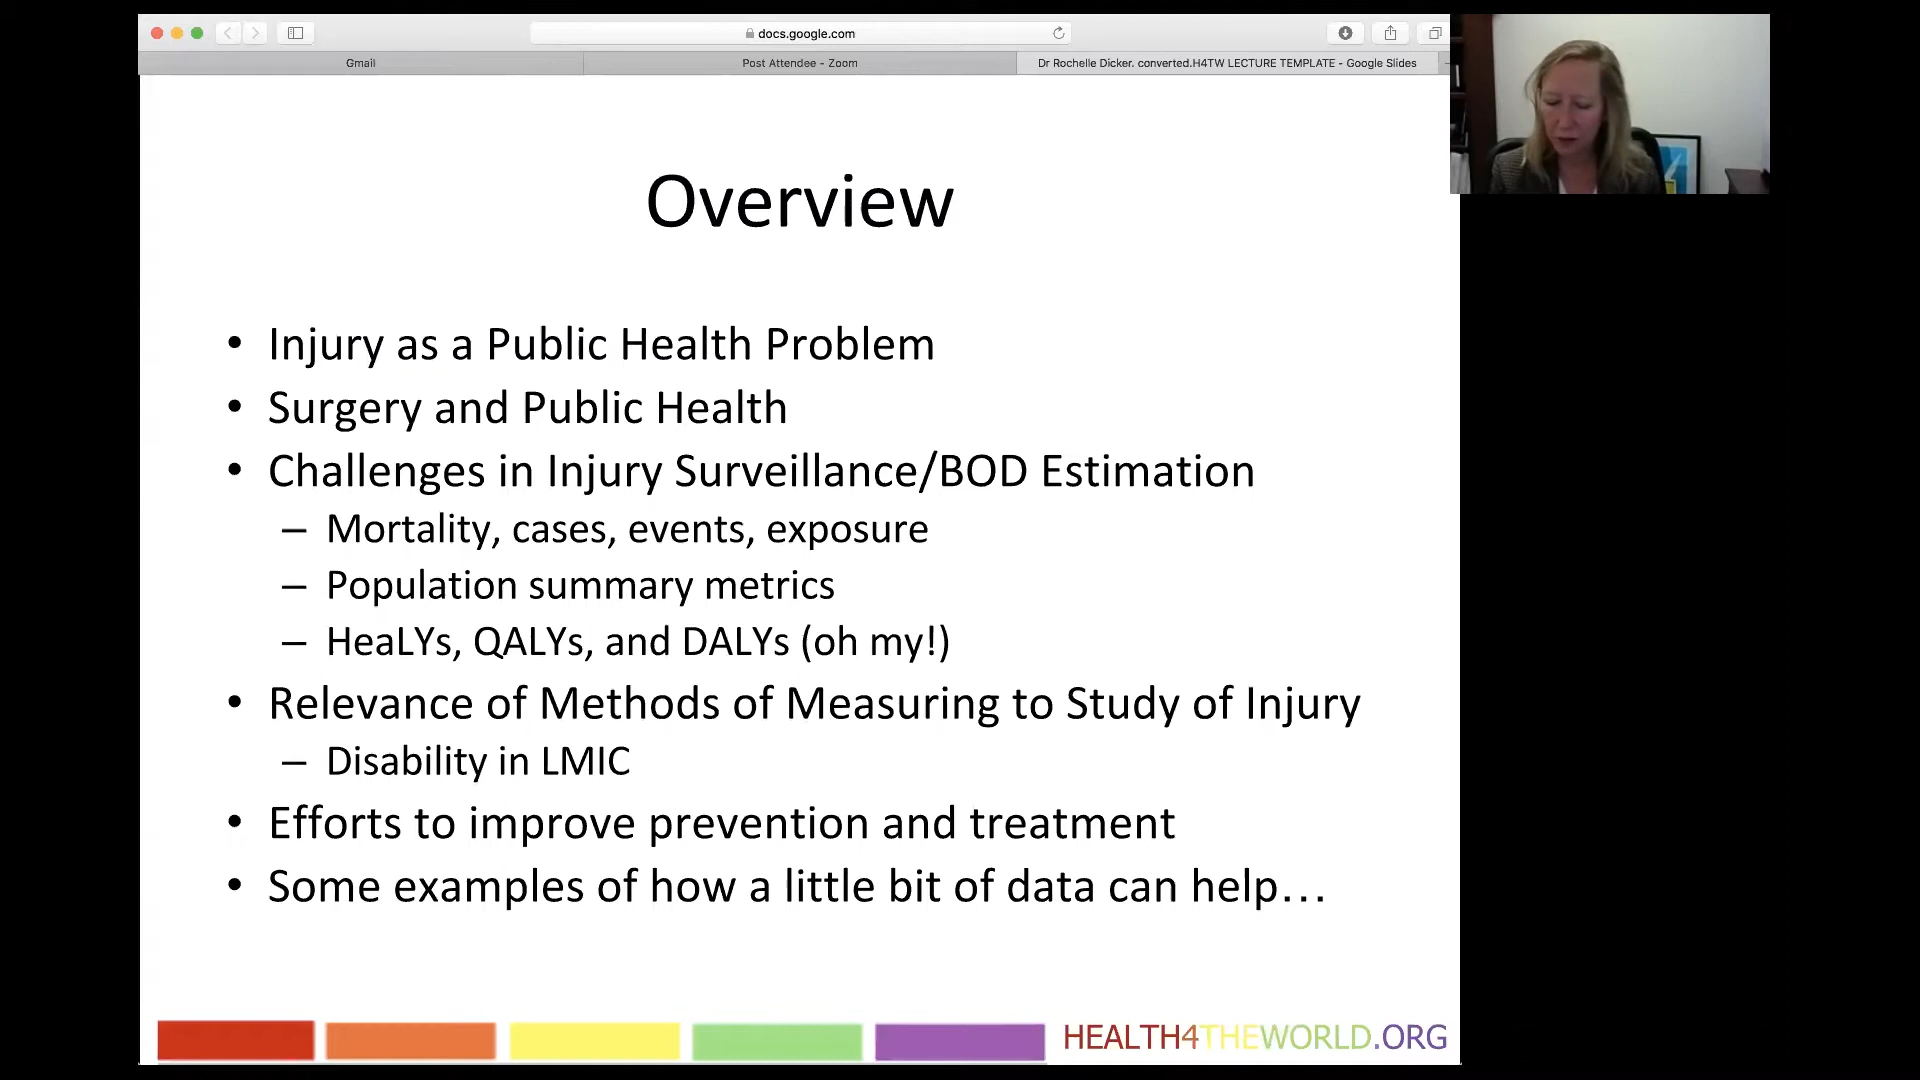 docs.google.com
Gmail
Post Attendee - Zoom
Dr Rochelle Dicker. converted.H4TW LECTURE TEMPLATE - Google Slides
Overview
• Injury as a Public Health Problem
• Surgery and Public Health
• Challenges in Injury Surveillance/BOD Estimation
– Mortality, cases, events, exposure
– Population summary metrics
– HeaLYs, QALYs, and DALYs (oh my!)
• Relevance of Methods of Measuring to Study of Injury
– Disability in LMIC
• Efforts to improve prevention and treatment
• Some examples of how a little bit of data can help…
HEALTH4THEWORLD.ORG